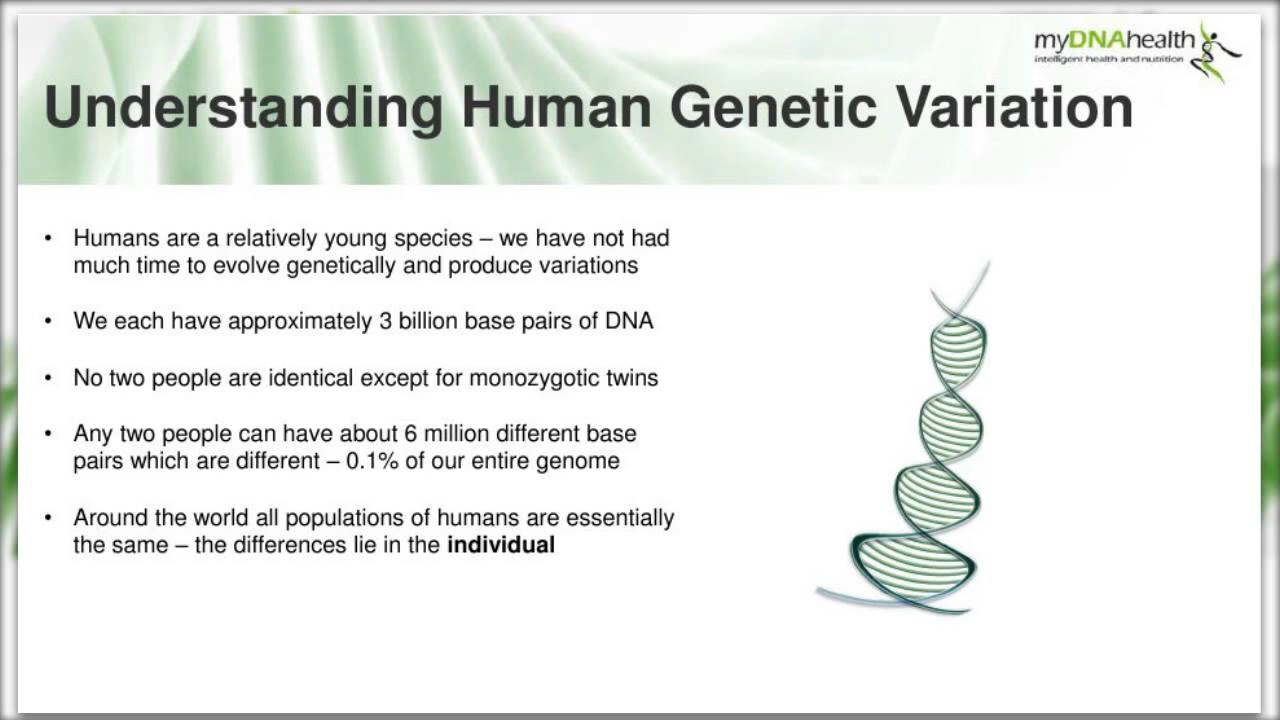 myDNAhealth
intelligent health and nutrition
Understanding Human Genetic Variation
• Humans are a relatively young species – we have not had
much time to evolve genetically and produce variations
• We each have approximately 3 billion base pairs of DNA
• No two people are identical except for monozygotic twins
• Any two people can have about 6 million different base
pairs which are different – 0.1% of our entire genome
• Around the world all populations of humans are essentially
the same – the differences lie in the individual